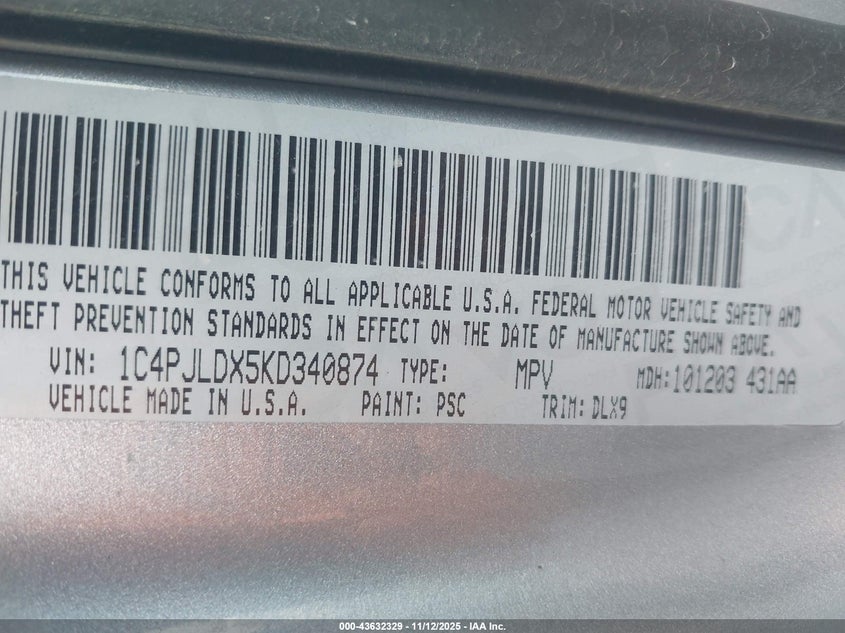 THIS VEHICLE CONFORMS TO ALL APPLICABLE U.S.A. FEDERAL MOTOR VEHICLE SAFETY AND
THEFT PREVENTION STANDARDS IN EFFECT ON THE DATE OF MANUFACTURE SHOWN ABOVE.
VIN: 1C4PJLDX5KD340874 TYPE: MPV MDH:101203 431AA
VEHICLE MADE IN U.S.A. PAINT: PSC TRIM: DLX9
000-43632329 - 11/12/2025 - IAA Inc.